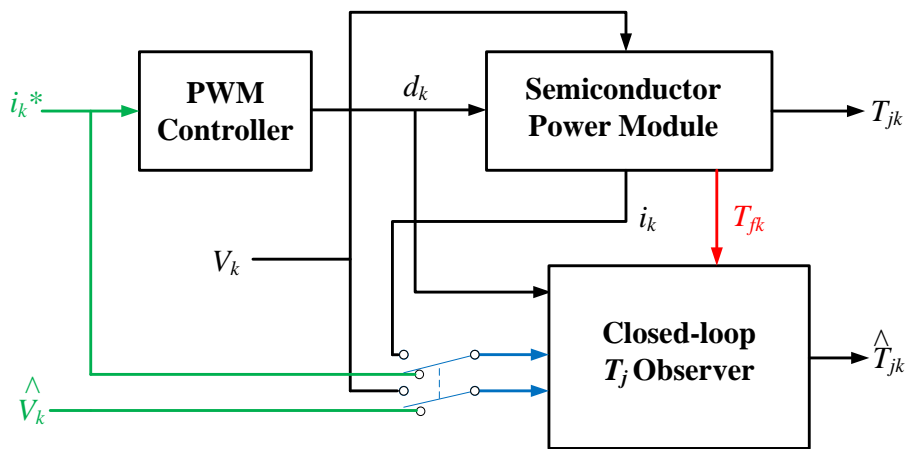 i_k*
PWM
Controller
d_k
Semiconductor
Power Module
T_jk
i_k
T_fk
V_k
Closed-loop
T_j Observer
T̂_jk
V̂_k